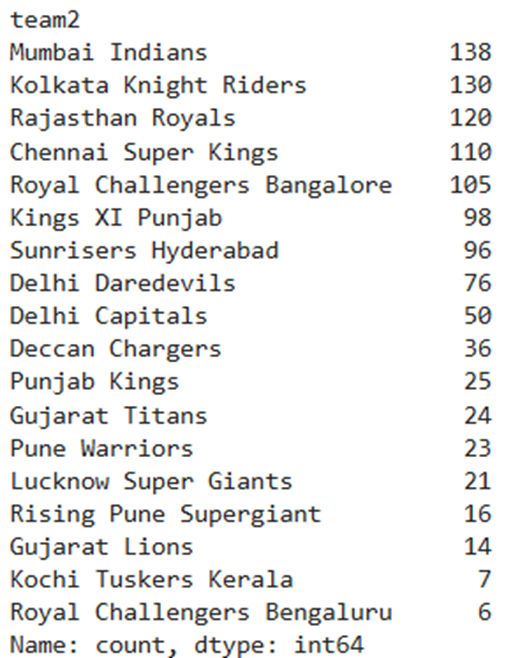 team2
Mumbai Indians 138
Kolkata Knight Riders 130
Rajasthan Royals 120
Chennai Super Kings 110
Royal Challengers Bangalore 105
Kings XI Punjab 98
Sunrisers Hyderabad 96
Delhi Daredevils 76
Delhi Capitals 50
Deccan Chargers 36
Punjab Kings 25
Gujarat Titans 24
Pune Warriors 23
Lucknow Super Giants 21
Rising Pune Supergiant 16
Gujarat Lions 14
Kochi Tuskers Kerala 7
Royal Challengers Bengaluru 6
Name: count, dtype: int64